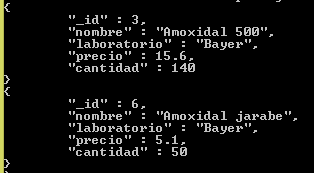 {
"_id" : 3,
"nombre" : "Amoxidal 500",
"laboratorio" : "Bayer",
"precio" : 15.6,
"cantidad" : 140
}
{
"_id" : 6,
"nombre" : "Amoxidal jarabe",
"laboratorio" : "Bayer",
"precio" : 5.1,
"cantidad" : 50
}